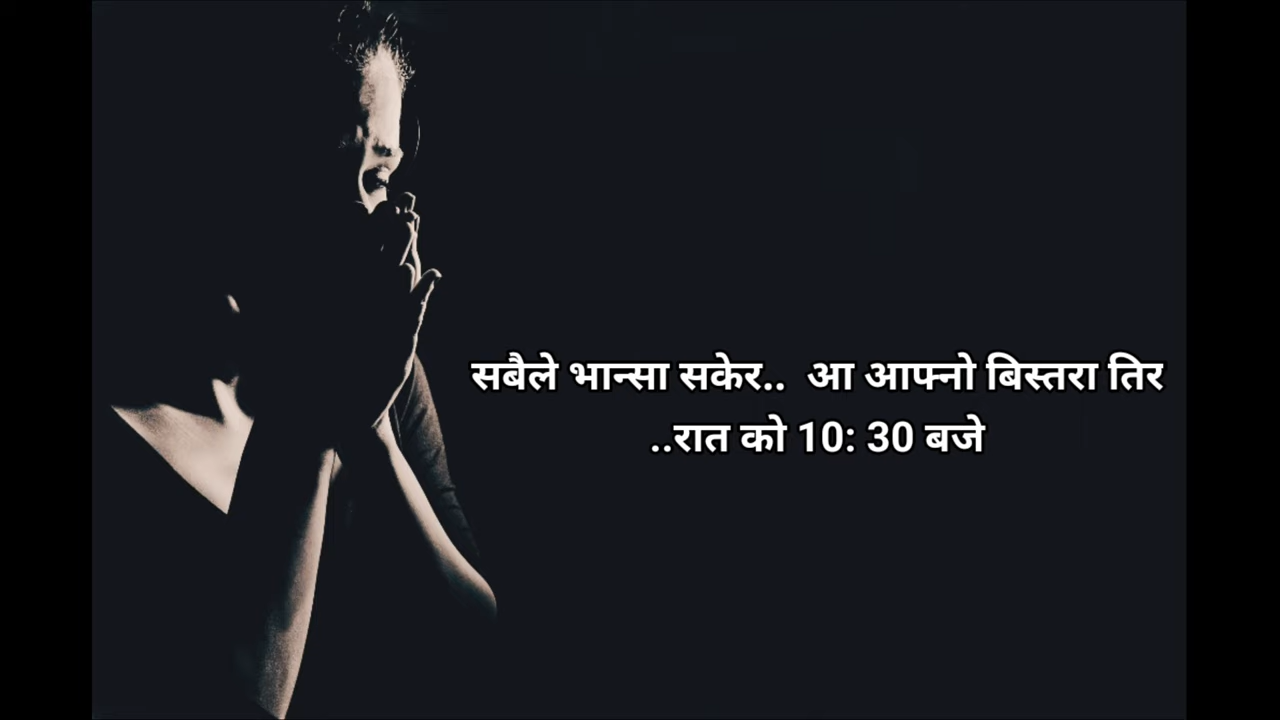 सबैले भान्सा सकेर..  आ आफ्नो बिस्तरा तिर
..रात को 10: 30 बजे